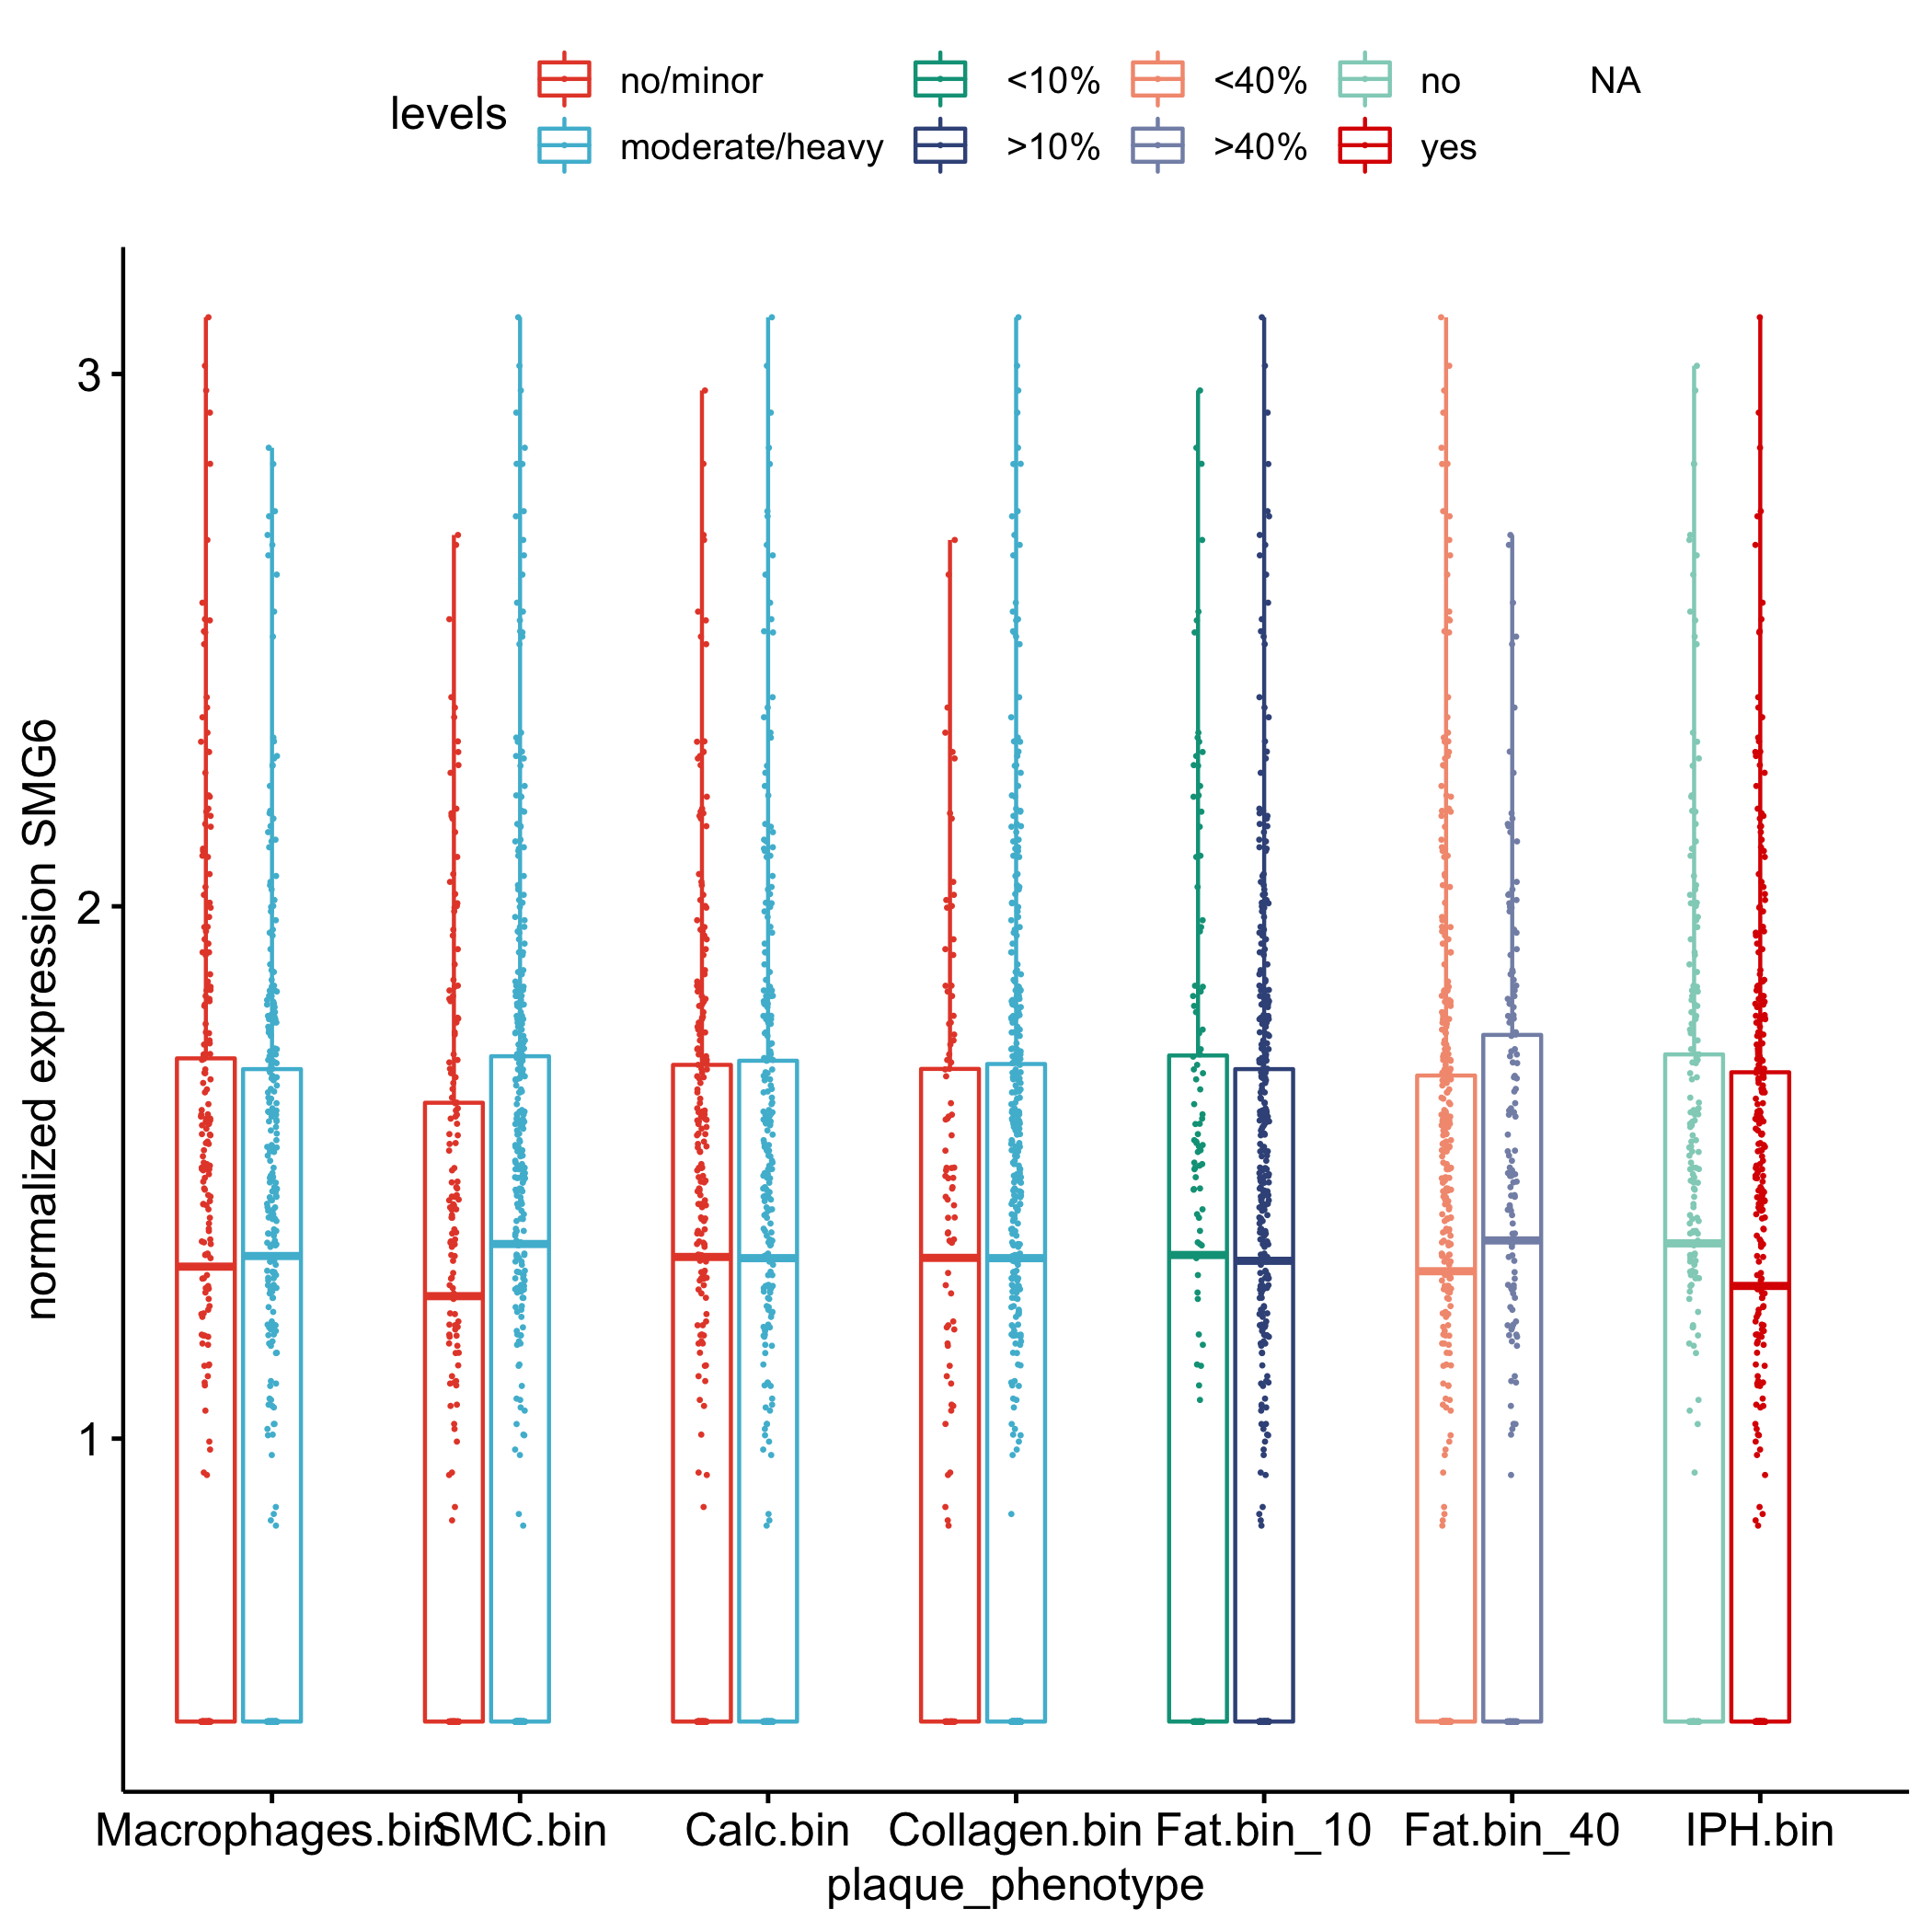 levels
no/minor <10% <40% no NA
moderate/heavy >10% >40% yes
normalized expression SMG6
3
2
1
Macrophages.bin SMC.bin Calc.bin Collagen.bin Fat.bin_10 Fat.bin_40 IPH.bin
plaque_phenotype